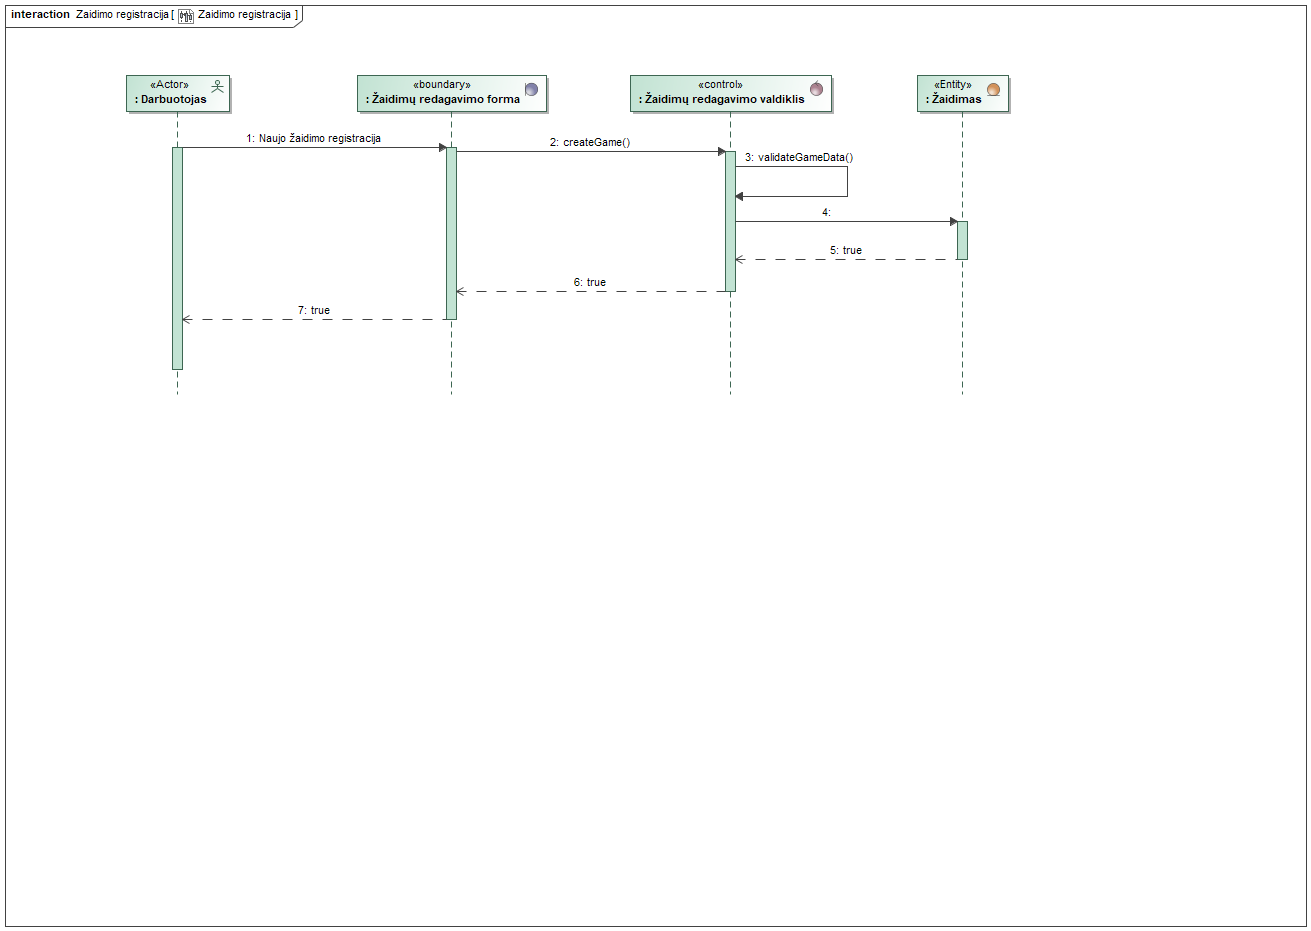 interaction Zaidimo registracija [ Zaidimo registracija ]
«Actor»
: Darbuotojas
«boundary»
: Žaidimų redagavimo forma
«control»
: Žaidimų redagavimo valdiklis
«Entity»
: Žaidimas
1: Naujo žaidimo registracija
2: createGame()
3: validateGameData()
4:
5: true
6: true
7: true